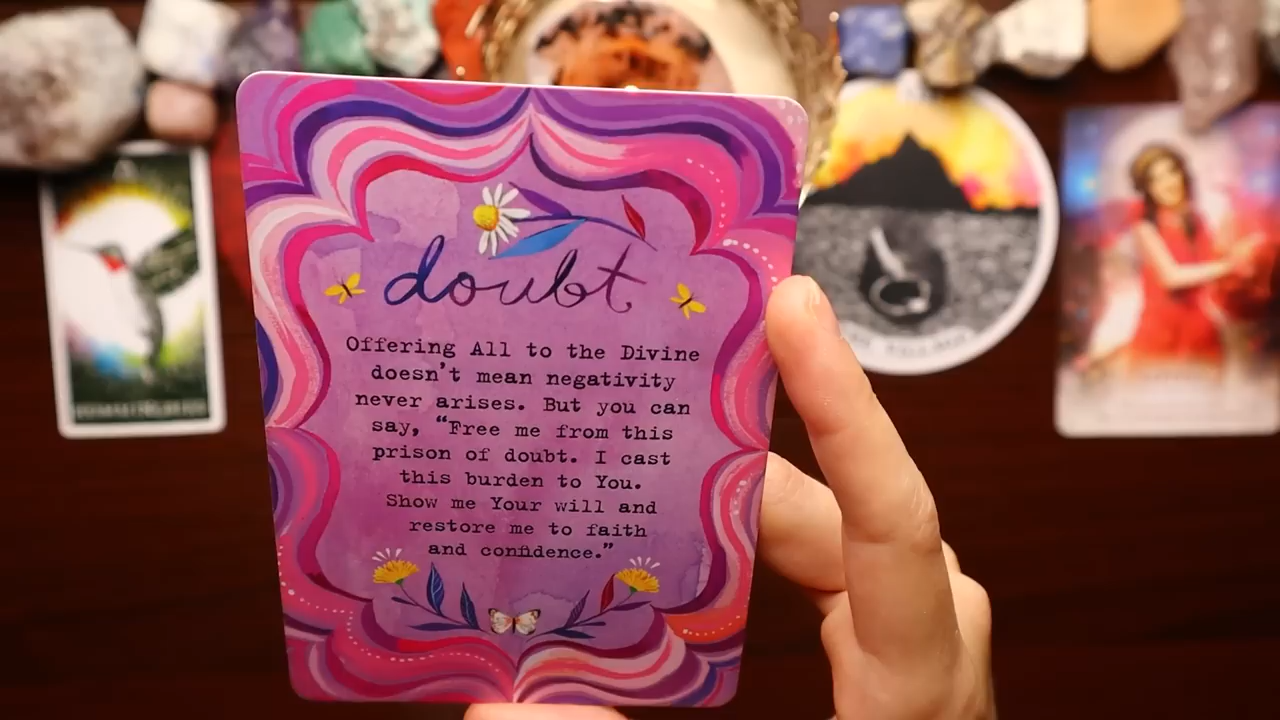 doubt
Offering All to the Divine
doesn't mean negativity
never arises. But you can
say, “Free me from this
prison of doubt. I cast
this burden to You.
Show me Your will and
restore me to faith
and confidence.”